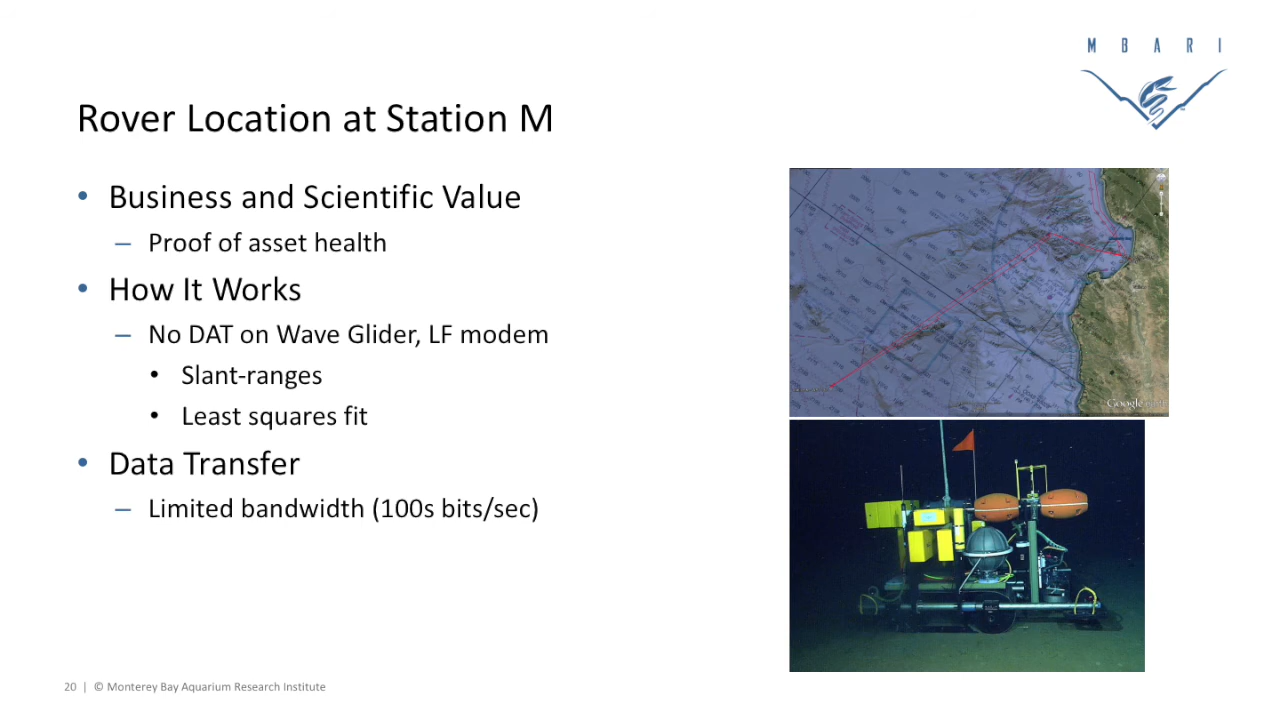 MBARI
Rover Location at Station M
• Business and Scientific Value
– Proof of asset health
• How It Works
– No DAT on Wave Glider, LF modem
• Slant-ranges
• Least squares fit
• Data Transfer
– Limited bandwidth (100s bits/sec)
Google
20 | © Monterey Bay Aquarium Research Institute